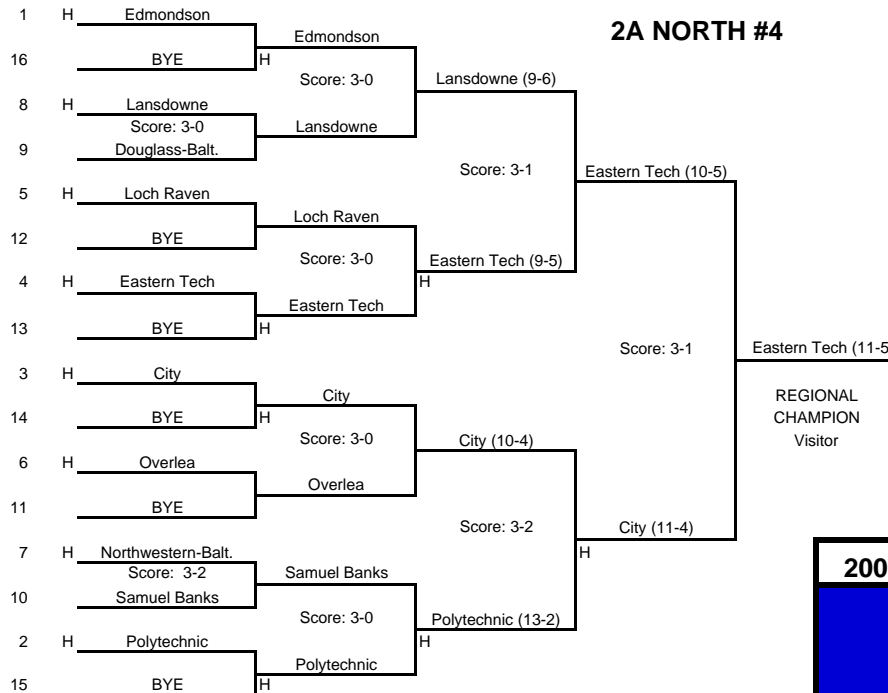 2A NORTH #4
1 H Edmondson
Edmondson
16 BYE H
Score: 3-0
Lansdowne (9-6)
8 H Lansdowne
Score: 3-0
Lansdowne
9 Douglass-Balt.
Score: 3-1
Eastern Tech (10-5)
5 H Loch Raven
Loch Raven
12 BYE
Score: 3-0
Eastern Tech (9-5)
4 H Eastern Tech
H
Eastern Tech
13 BYE H
Score: 3-1
Eastern Tech (11-5
3 H City
City
REGIONAL
CHAMPION
Visitor
14 BYE H
Score: 3-0
City (10-4)
6 H Overlea
Overlea
11 BYE
Score: 3-2
City (11-4)
7 H Northwestern-Balt.
H
Score: 3-2
Samuel Banks
10 Samuel Banks
Score: 3-0
Polytechnic (13-2)
2 H Polytechnic
H
Polytechnic
15 BYE H
200